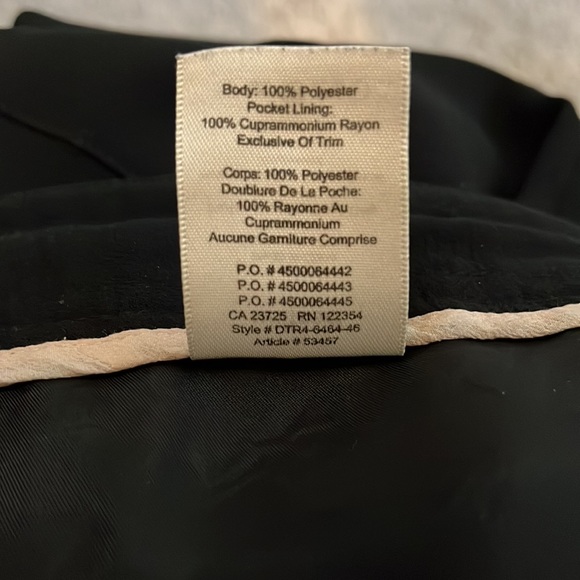 Body: 100% Polyester
Pocket Lining:
100% Cuprammonium Rayon
Exclusive Of Trim
Corps: 100% Polyester
Doublure De La Poche:
100% Rayonne Au
Cuprammonium
Aucune Garniture Comprise
P.O. # 4500064442
P.O. # 4500064443
P.O. # 4500064445
CA 23725 RN 122354
Style # DTR4-6464-46
Article # 53457